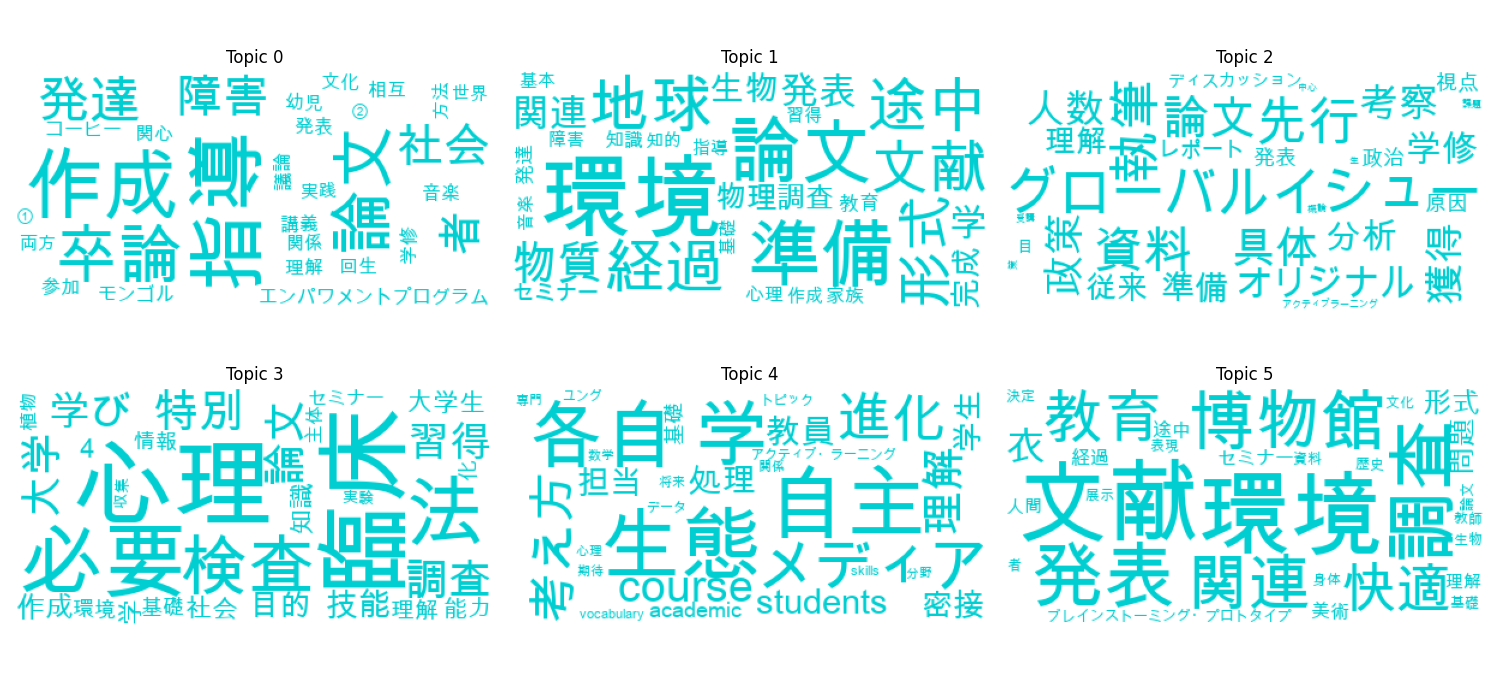 Topic 0
発達
障害
文化
相互
世界
方法
幼児
②
発表
コーヒー
関心
指導
論文
社会
作成
議論
実践
音楽
者
①
講義
両方
卒論
関係
学修
理解
回生
参加
モンゴル
エンパワメントプログラム
Topic 1
基本
地球
生物
発表
途中
関連
習得
障害
知識
知的
指導
論文
文献
発達
環境
物理
調査
教育
音楽
形式
学
基礎
準備
物質
経過
完成
セミナー
心理
作成
家族
Topic 2
ディスカッション
中心
視点
人数
執筆
論文
先行
考察
課題
理解
レポート
発表
学修
生
政治
グローバルイシュー
原因
目
政策
資料
具体
分析
獲得
従来
準備
オリジナル
アクティブラーニング
Topic 3
植物
学び
特別
論文
主体
セミナー
大学生
大学
4
情報
心理
臨床
習得
化
収集
知識
実験
法
必要
検査
調査
作成
環境
学
基礎
社会
目的
技能
理解
能力
Topic 4
専門
ユング
トピック
各自
基礎
学
教員
進化
学生
数学
アクティブ・ラーニング
関係
担当
将来
処理
理解
考え方
データ
自主
生態
心理
メディア
期待
course
skills
分野
vocabulary
academic
students
密接
Topic 5
決定
教育
博物館
文化
形式
衣
途中
表現
調査
問題
経過
セミナー
資料
歴史
文献
環境
展示
論文
人間
教師
生物
発表
関連
者
身体
快適
理解
基礎
美術
ブレインストーミング・プロトタイプ